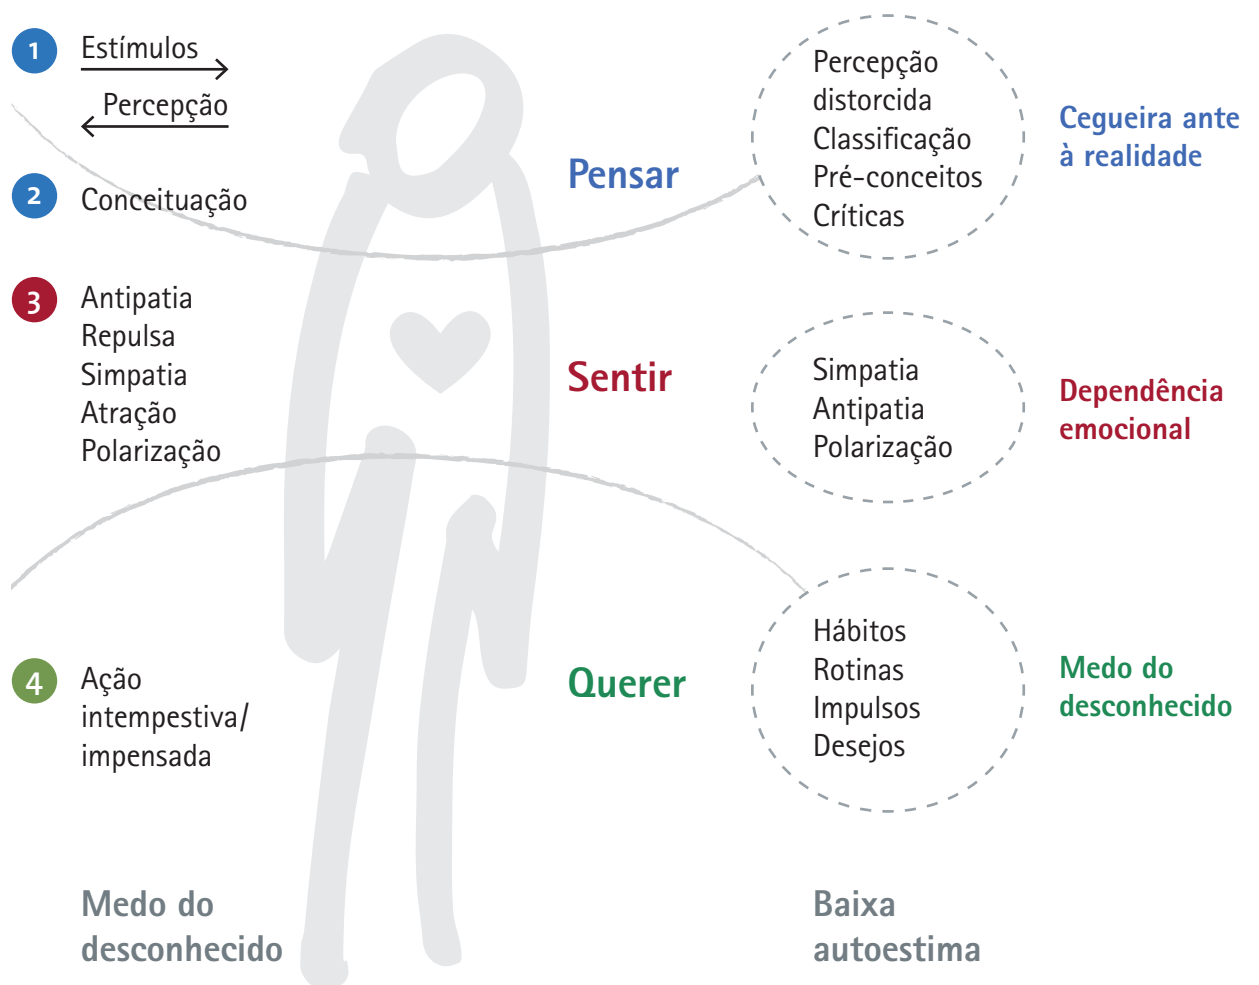 1
Estímulos
Percepção
2
Conceituação
3
Antipatia
Repulsa
Simpatia
Atração
Polarização
4
Ação
intempestiva/
impensada
Medo do
desconhecido
Pensar
Sentir
Querer
Percepção
distorcida
Classificação
Pré-conceitos
Críticas
Cegueira ante
à realidade
Simpatia
Antipatia
Polarização
Dependência
emocional
Hábitos
Rotinas
Impulsos
Desejos
Medo do
desconhecido
Baixa
autoestima